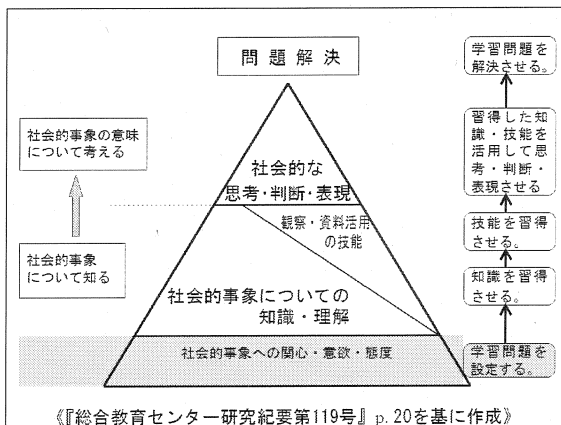 問題解決
社会的な
思考・判断・表現
観察・資料活用
の技能
社会的事象についての
知識・理解
社会的事象への関心・意欲・態度
社会的事象の意味
について考える
社会的事象
について知る
学習問題を
解決させる。
習得した知
識・技能を
活用して思
考・判断・
表現させる
技能を習得
させる。
知識を習得
させる。
学習問題を
設定する。
《『総合教育センター研究紀要第119号』p.20を基に作成》